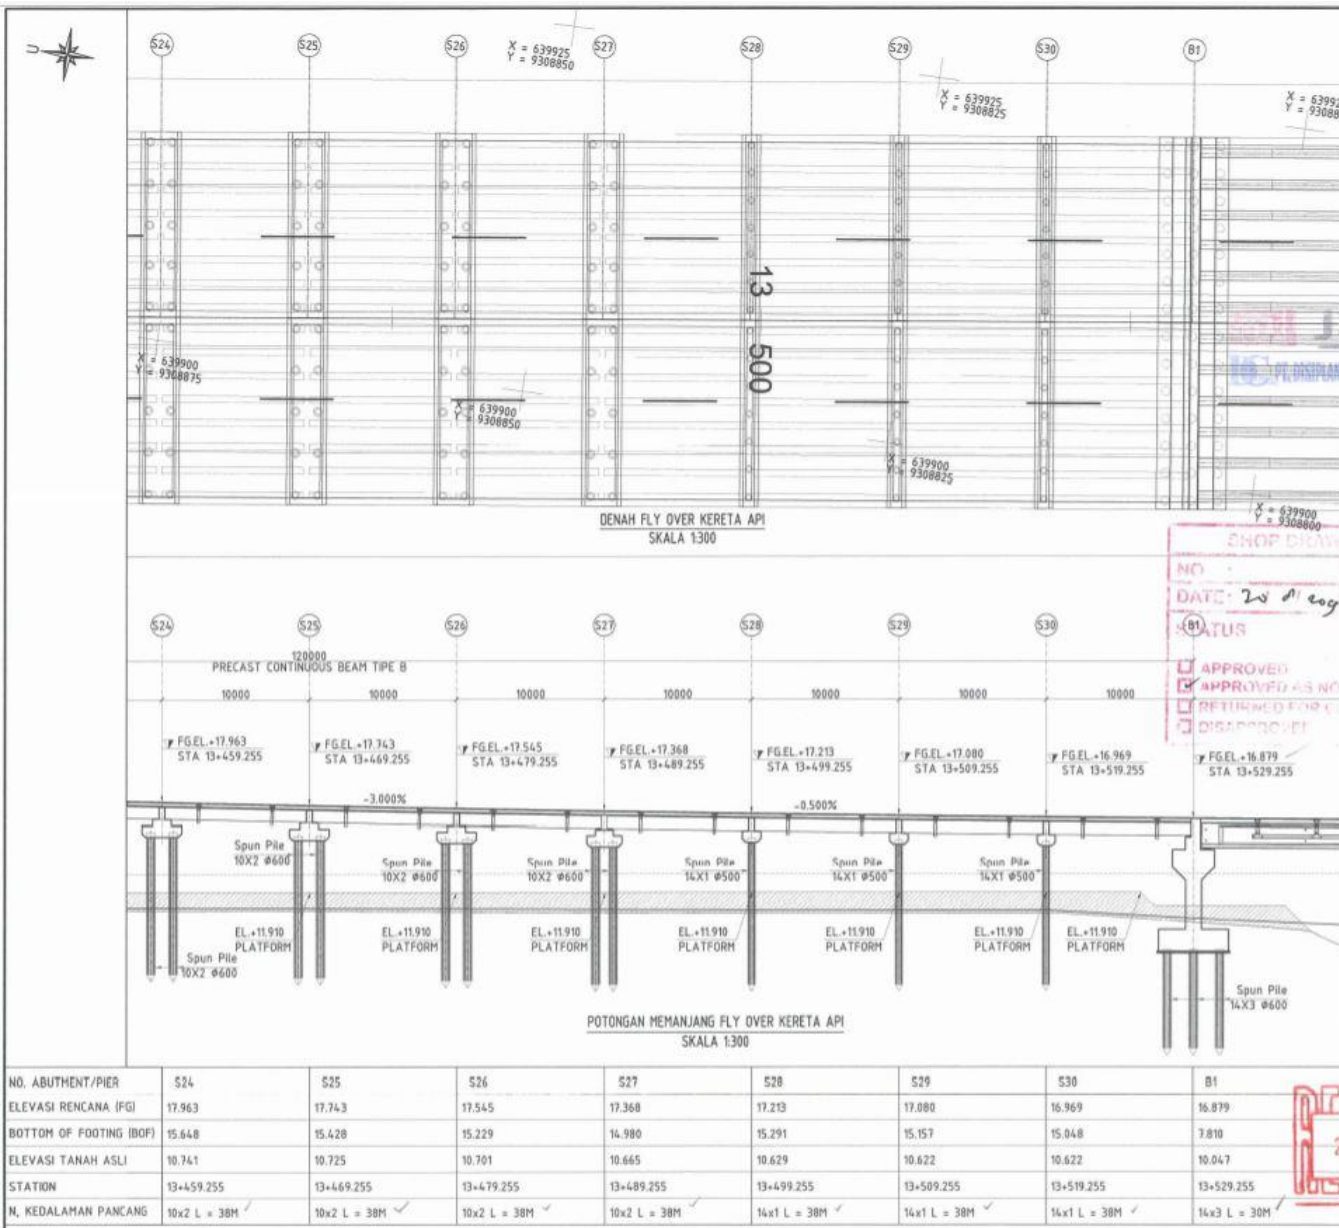 S24 S25 S26 S27 S28 S29 S30 B1
X = 639925
Y = 9308850
X = 639925
Y = 9308825
13 500
X = 639900
Y = 9308875
X = 639900
Y = 9308850
X = 639900
Y = 9308825
X = 639900
Y = 9308800
DENAH FLY OVER KERETA API
SKALA 1:300
NO :
DATE:
STATUS
APPROVED
APPROVED AS NO
RETURNED FOR
DISAPPROVED
S24 S25 S26 S27 S28 S29 S30 B1
120000
PRECAST CONTINUOUS BEAM TIPE B
10000 10000 10000 10000 10000 10000 10000
FG.EL.+17.963
STA 13+459.255
FG.EL.+17.743
STA 13+469.255
FG.EL.+17.545
STA 13+479.255
FG.EL.+17.368
STA 13+489.255
FG.EL.+17.213
STA 13+499.255
FG.EL.+17.080
STA 13+509.255
FG.EL.+16.969
STA 13+519.255
FG.EL.+16.879
STA 13+529.255
-3.000% -0.500%
Spun Pile
10X2 Ø600
Spun Pile
10X2 Ø600
Spun Pile
10X2 Ø600
Spun Pile
14X1 Ø500
Spun Pile
14X1 Ø500
Spun Pile
14X1 Ø500
EL.+11.910
PLATFORM
EL.+11.910
PLATFORM
EL.+11.910
PLATFORM
EL.+11.910
PLATFORM
EL.+11.910
PLATFORM
EL.+11.910
PLATFORM
EL.+11.910
PLATFORM
Spun Pile
10X2 Ø600
Spun Pile
14X3 Ø600
POTONGAN MEMANJANG FLY OVER KERETA API
SKALA 1:300
NO. ABUTMENT/PIER S24 S25 S26 S27 S28 S29 S30 B1
ELEVASI RENCANA (FG) 17.963 17.743 17.545 17.368 17.213 17.080 16.969 16.879
BOTTOM OF FOOTING (BOF) 15.648 15.428 15.229 14.980 15.291 15.157 15.048 7.810
ELEVASI TANAH ASLI 10.741 10.725 10.701 10.665 10.629 10.622 10.622 10.047
STATION 13+459.255 13+469.255 13+479.255 13+489.255 13+499.255 13+509.255 13+519.255 13+529.255
N, KEDALAMAN PANCANG 10x2 L = 38M 10x2 L = 38M 10x2 L = 38M 10x2 L = 38M 14x1 L = 38M 14x1 L = 38M 14x1 L = 38M 14x3 L = 30M